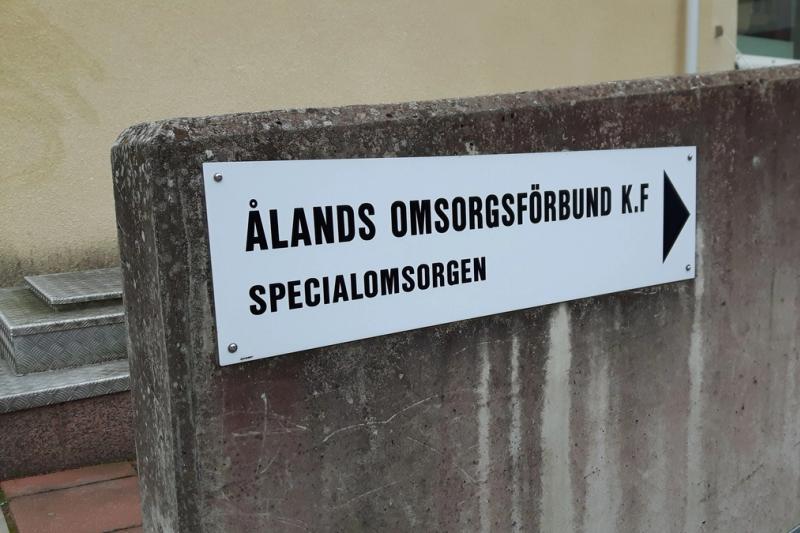 ÅLANDS OMSORGSFÖRBUND K.F
SPECIALOMSORGEN